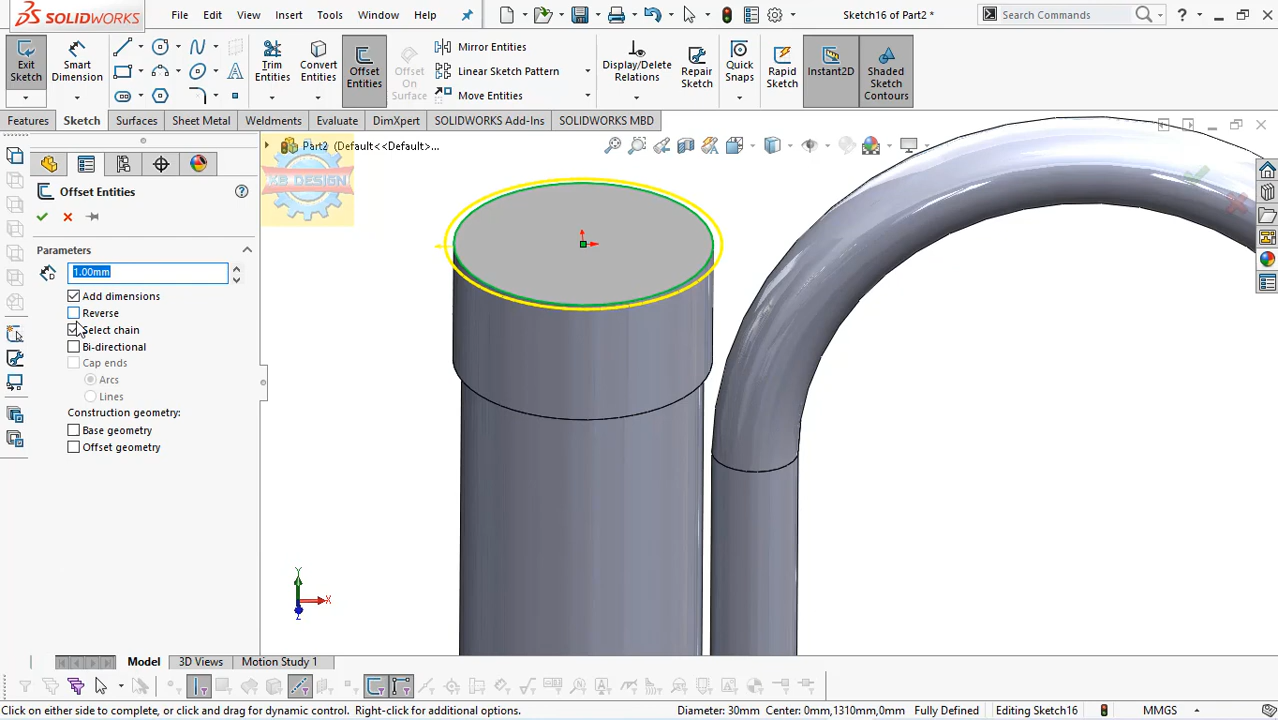 3DS SOLIDWORKS File Edit View Insert Tools Window Help Sketch16 of Part2 * Search Commands ?
Exit Sketch Smart Dimension Trim Entities Convert Entities Offset Entities Offset On Surface Mirror Entities Linear Sketch Pattern Move Entities Display/Delete Relations Repair Sketch Quick Snaps Rapid Sketch Instant2D Shaded Sketch Contours
Features Sketch Surfaces Sheet Metal Weldments Evaluate DimXpert SOLIDWORKS Add-Ins SOLIDWORKS MBD
Part2 (Default<<Default>...
KB DESIGN
Offset Entities
Parameters
1.00mm
Add dimensions
Reverse
Select chain
Bi-directional
Cap ends
Arcs
Lines
Construction geometry:
Base geometry
Offset geometry
Y
X
Z
Model 3D Views Motion Study 1
Click on either side to complete, or click and drag for dynamic control. Right-click for additional options. Diameter: 30mm Center: 0mm,1310mm,0mm Fully Defined Editing Sketch16 MMGS